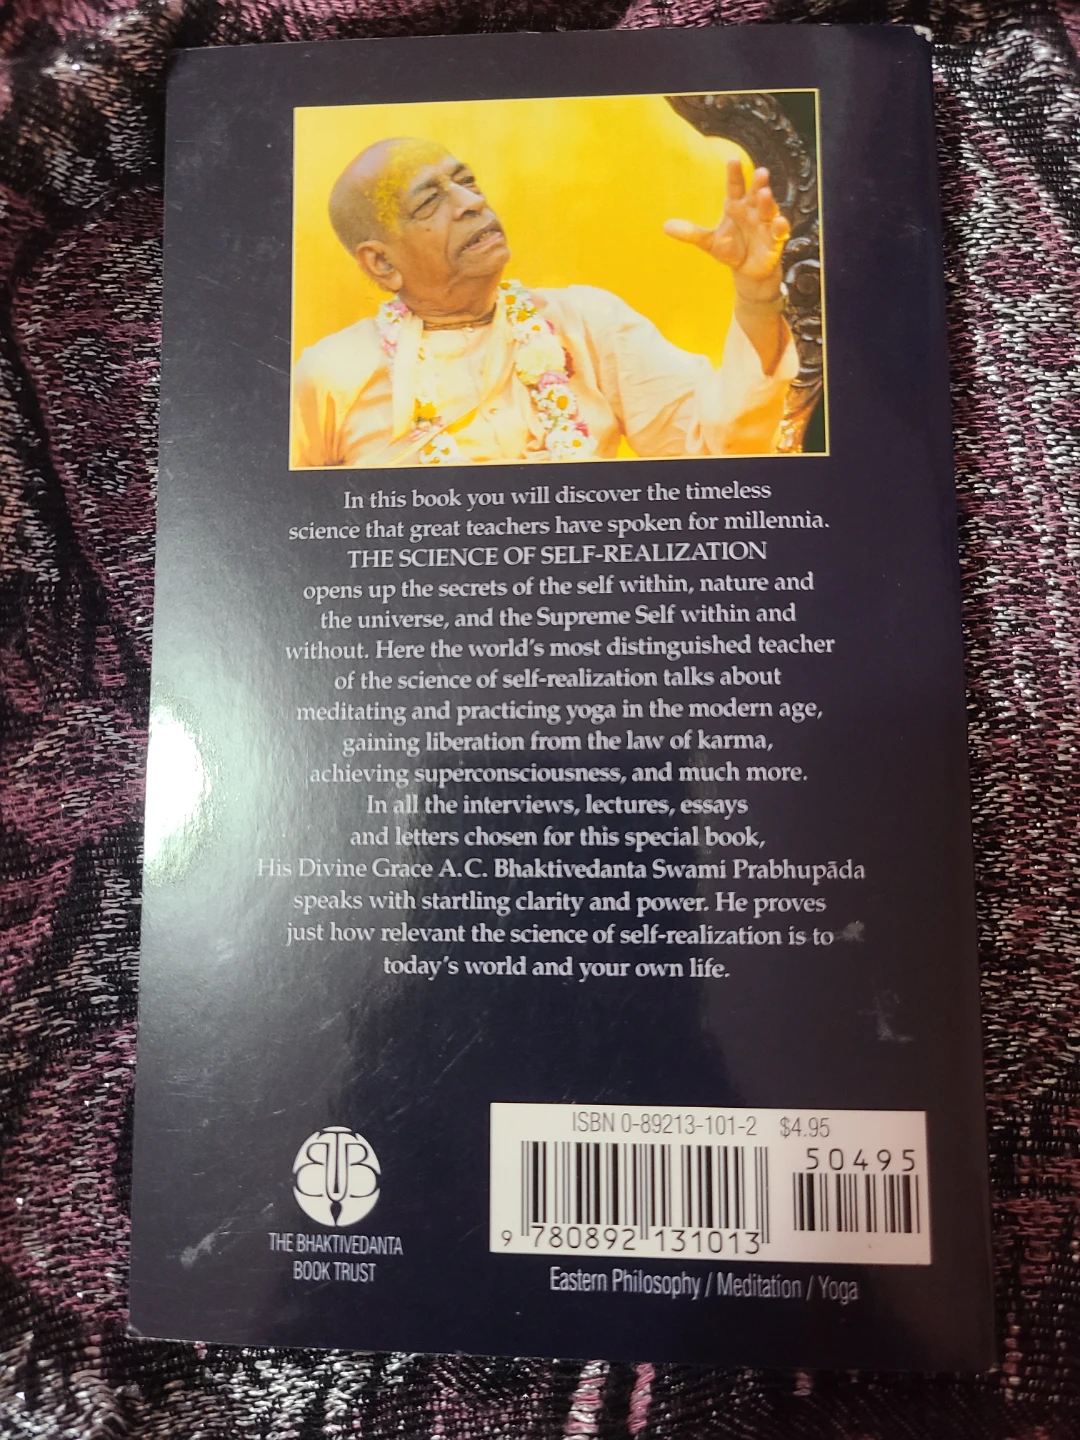 In this book you will discover the timeless
science that great teachers have spoken for millennia.
THE SCIENCE OF SELF-REALIZATION
opens up the secrets of the self within, nature and
the universe, and the Supreme Self within and
without. Here the world's most distinguished teacher
of the science of self-realization talks about
meditating and practicing yoga in the modern age,
gaining liberation from the law of karma,
achieving superconsciousness, and much more.
In all the interviews, lectures, essays
and letters chosen for this special book,
His Divine Grace A.C. Bhaktivedanta Swami Prabhupāda
speaks with startling clarity and power. He proves
just how relevant the science of self-realization is to
today's world and your own life.
BTB
THE BHAKTIVEDANTA
BOOK TRUST
ISBN 0-89213-101-2 $4.95
50495
9 780892 131013
Eastern Philosophy / Meditation / Yoga